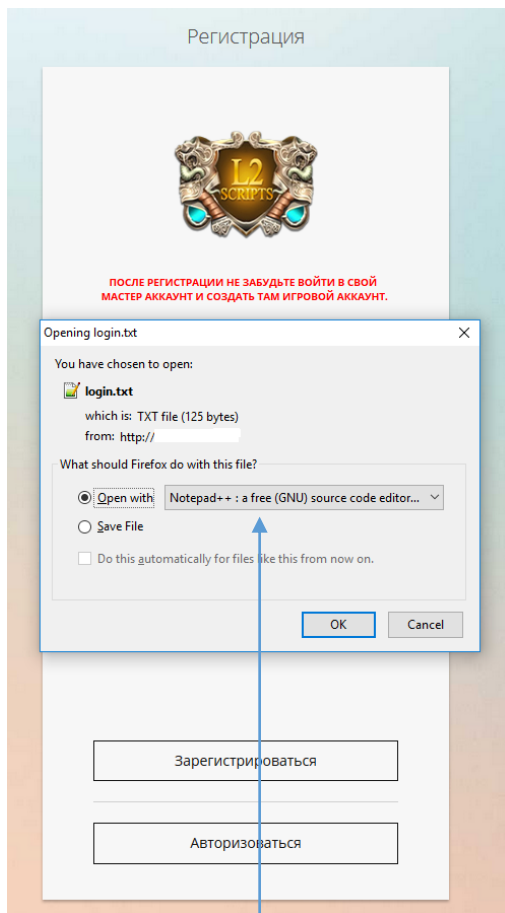 Регистрация
L2
SCRIPTS
ПОСЛЕ РЕГИСТРАЦИИ НЕ ЗАБУДЬТЕ ВОЙТИ В СВОЙ
МАСТЕР АККАУНТ И СОЗДАТЬ ТАМ ИГРОВОЙ АККАУНТ.
Opening login.txt
You have chosen to open:
login.txt
which is: TXT file (125 bytes)
from: http://
What should Firefox do with this file?
Open with Notepad++ : a free (GNU) source code editor...
Save File
Do this automatically for files like this from now on.
OK Cancel
Зарегистрироваться
Авторизоваться